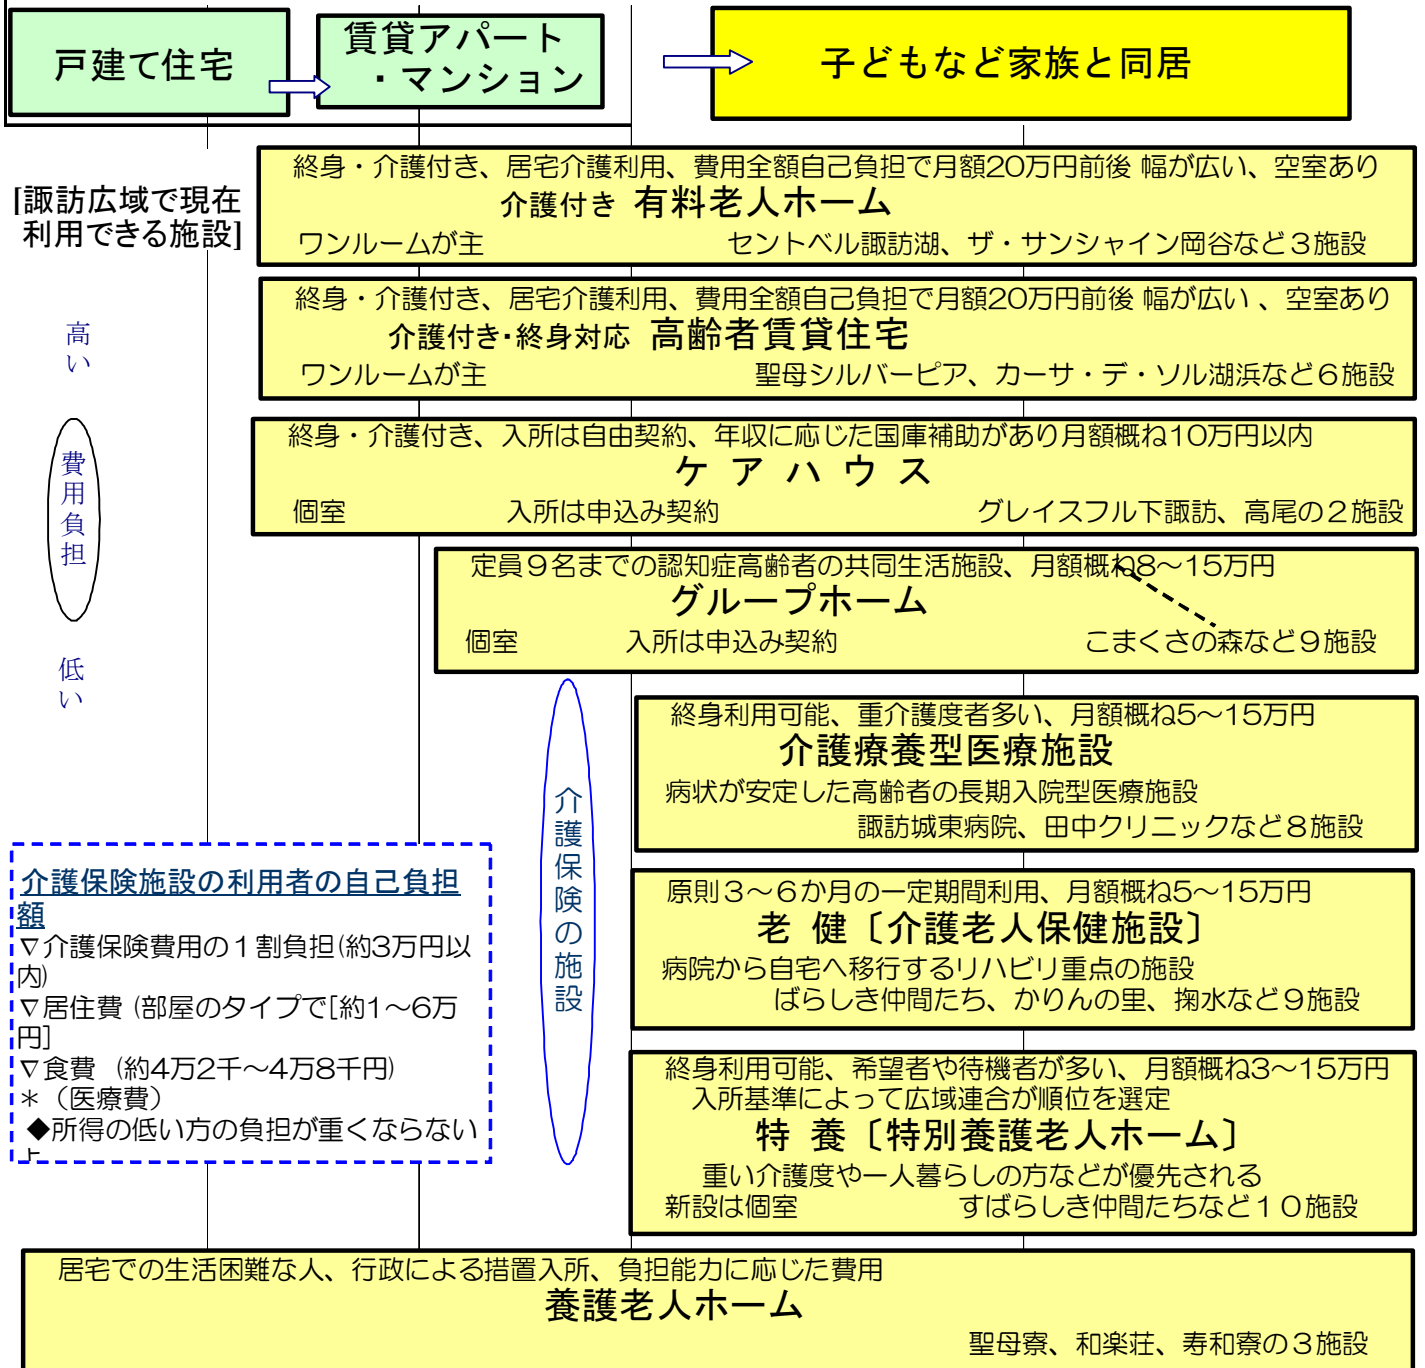 戸建て住宅
賃貸アパート
・マンション
子どもなど家族と同居
[諏訪広域で現在
利用できる施設]
終身・介護付き、居宅介護利用、費用全額自己負担で月額20万円前後 幅が広い、空室あり
介護付き 有料老人ホーム
ワンルームが主 セントベル諏訪湖、ザ・サンシャイン岡谷など３施設
終身・介護付き、居宅介護利用、費用全額自己負担で月額20万円前後 幅が広い 、空室あり
介護付き・終身対応 高齢者賃貸住宅
ワンルームが主 聖母シルバーピア、カーサ・デ・ソル湖浜など６施設
高い
費用負担
低い
終身・介護付き、入所は自由契約、年収に応じた国庫補助があり月額概ね10万円以内
ケ ア ハ ウ ス
個室 入所は申込み契約 グレイスフル下諏訪、高尾の２施設
定員９名までの認知症高齢者の共同生活施設、月額概ね8～15万円
グループホーム
個室 入所は申込み契約 こまくさの森など９施設
介護保険の施設
終身利用可能、重介護度者多い、月額概ね5～15万円
介護療養型医療施設
病状が安定した高齢者の長期入院型医療施設
諏訪城東病院、田中クリニックなど８施設
原則３～６か月の一定期間利用、月額概ね5～15万円
老 健〔介護老人保健施設〕
病院から自宅へ移行するリハビリ重点の施設
ばらしき仲間たち、かりんの里、掬水など９施設
終身利用可能、希望者や待機者が多い、月額概ね3～15万円
入所基準によって広域連合が順位を選定
特 養〔特別養護老人ホーム〕
重い介護度や一人暮らしの方などが優先される
新設は個室 すばらしき仲間たちなど１０施設
介護保険施設の利用者の自己負担
額
▽介護保険費用の１割負担(約3万円以
内)
▽居住費 (部屋のタイプで[約1～6万
円]
▽食費 (約4万2千～4万8千円)
＊（医療費）
◆所得の低い方の負担が重くならない
居宅での生活困難な人、行政による措置入所、負担能力に応じた費用
養護老人ホーム
聖母寮、和楽荘、寿和寮の３施設